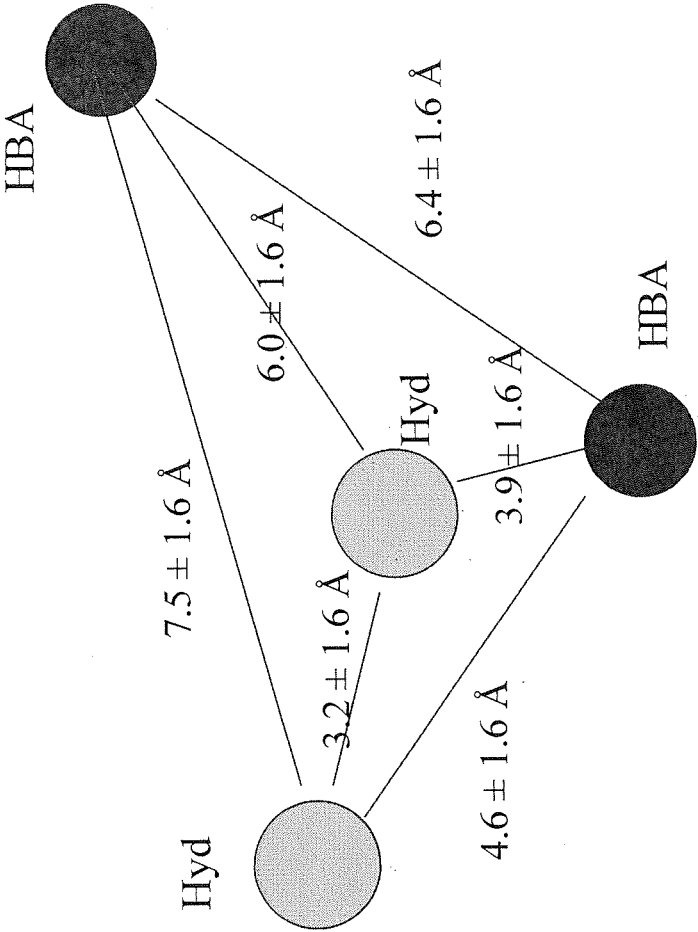 HBA
7.5 ± 1.6 Å
Hyd
6.0 ± 1.6 Å
3.2 ± 1.6 Å
Hyd
6.4 ± 1.6 Å
4.6 ± 1.6 Å
3.9 ± 1.6 Å
HBA